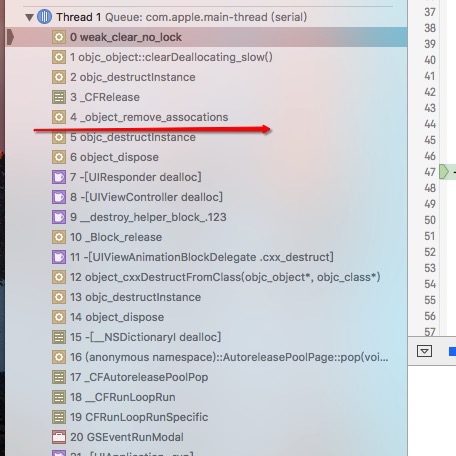 Thread 1 Queue: com.apple.main-thread (serial)
0 weak_clear_no_lock
1 objc_object::clearDeallocating_slow()
2 objc_destructInstance
3 _CFRelease
4 _object_remove_assocations
5 objc_destructInstance
6 object_dispose
7 -[UIResponder dealloc]
8 -[UIViewController dealloc]
9 __destroy_helper_block_.123
10 _Block_release
11 -[UIViewAnimationBlockDelegate .cxx_destruct]
12 object_cxxDestructFromClass(objc_object*, objc_class*)
13 objc_destructInstance
14 object_dispose
15 -[__NSDictionaryI dealloc]
16 (anonymous namespace)::AutoreleasePoolPage::pop(voi...
17 _CFAutoreleasePoolPop
18 __CFRunLoopRun
19 CFRunLoopRunSpecific
20 GSEventRunModal
21 -[UIApplication _run]
37
38
39
40
41
42
43
44
45
46
47
48
49
50
51
52
53
54
55
56
57